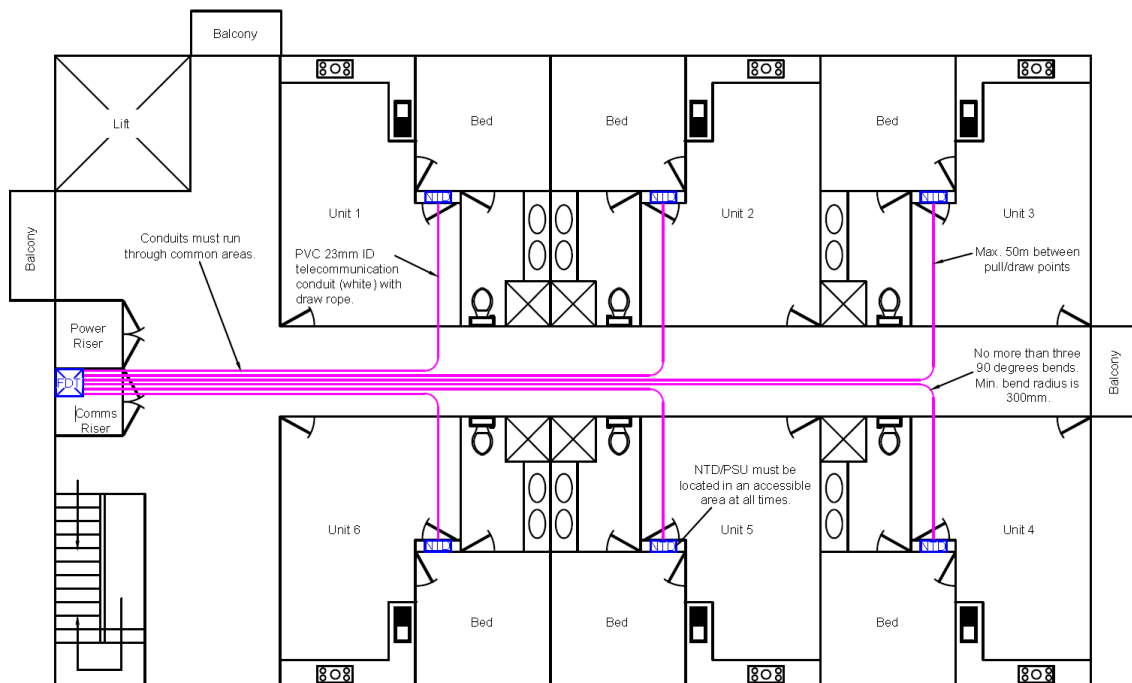 Balcony
Lift
Bed
Bed
Bed
NTD
NTD
NTD
Unit 1
Unit 2
Unit 3
Balcony
Conduits must run
through common areas.
PVC 23mm ID
telecommunication
conduit (white) with
draw rope.
Max. 50m between
pull/draw points
Power
Riser
FDT
Comms
Riser
No more than three
90 degrees bends.
Min. bend radius is
300mm.
Balcony
NTD/PSU must be
located in an accessible
area at all times.
Unit 6
Unit 5
Unit 4
NTD
NTD
NTD
Bed
Bed
Bed